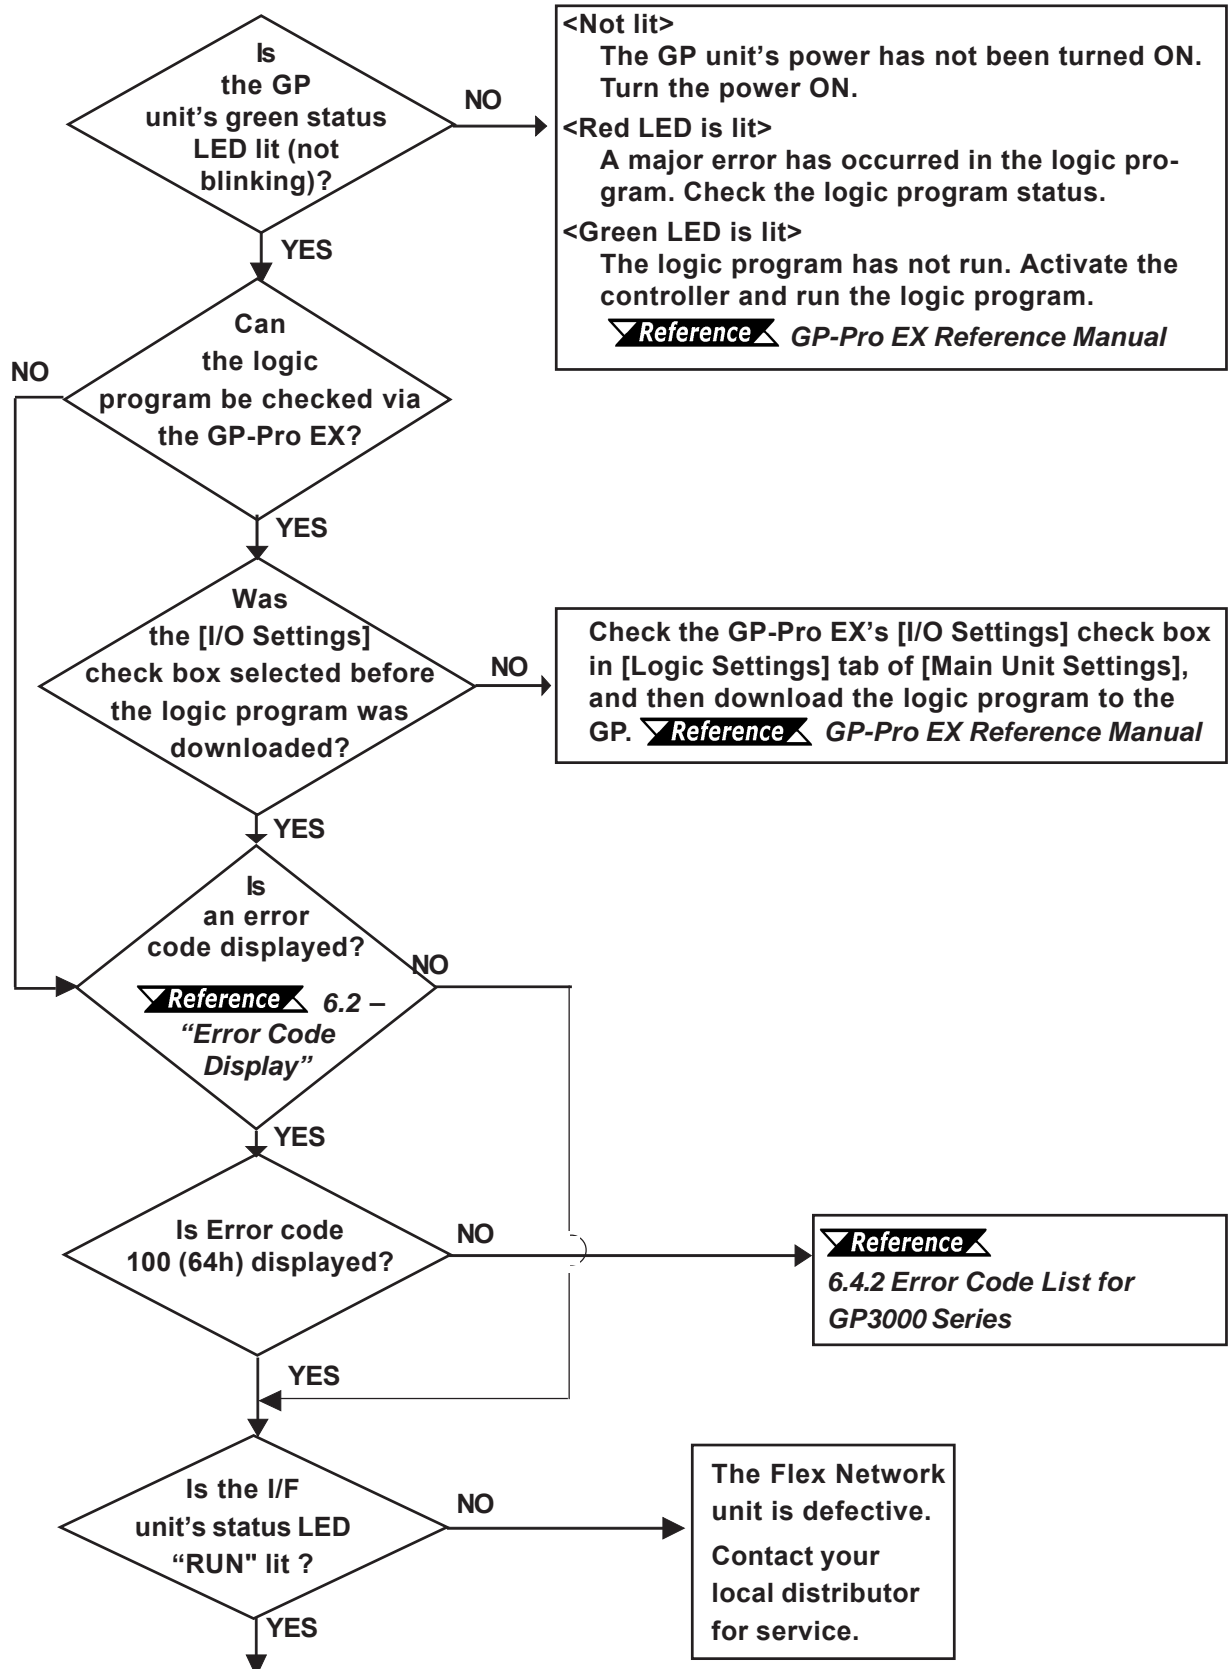 Is
the GP
unit's green status
LED lit (not
blinking)?
NO
<Not lit>
The GP unit's power has not been turned ON.
Turn the power ON.
<Red LED is lit>
A major error has occurred in the logic pro-
gram. Check the logic program status.
<Green LED is lit>
The logic program has not run. Activate the
controller and run the logic program.
Reference GP-Pro EX Reference Manual
YES
Can
the logic
program be checked via
the GP-Pro EX?
NO
YES
Was
the [I/O Settings]
check box selected before
the logic program was
downloaded?
NO
Check the GP-Pro EX's [I/O Settings] check box
in [Logic Settings] tab of [Main Unit Settings],
and then download the logic program to the
GP. Reference GP-Pro EX Reference Manual
YES
Is
an error
code displayed?
Reference 6.2 –
“Error Code
Display”
NO
YES
Is Error code
100 (64h) displayed?
NO
Reference
6.4.2 Error Code List for
GP3000 Series
YES
Is the I/F
unit's status LED
“RUN" lit ?
NO
The Flex Network
unit is defective.
Contact your
local distributor
for service.
YES